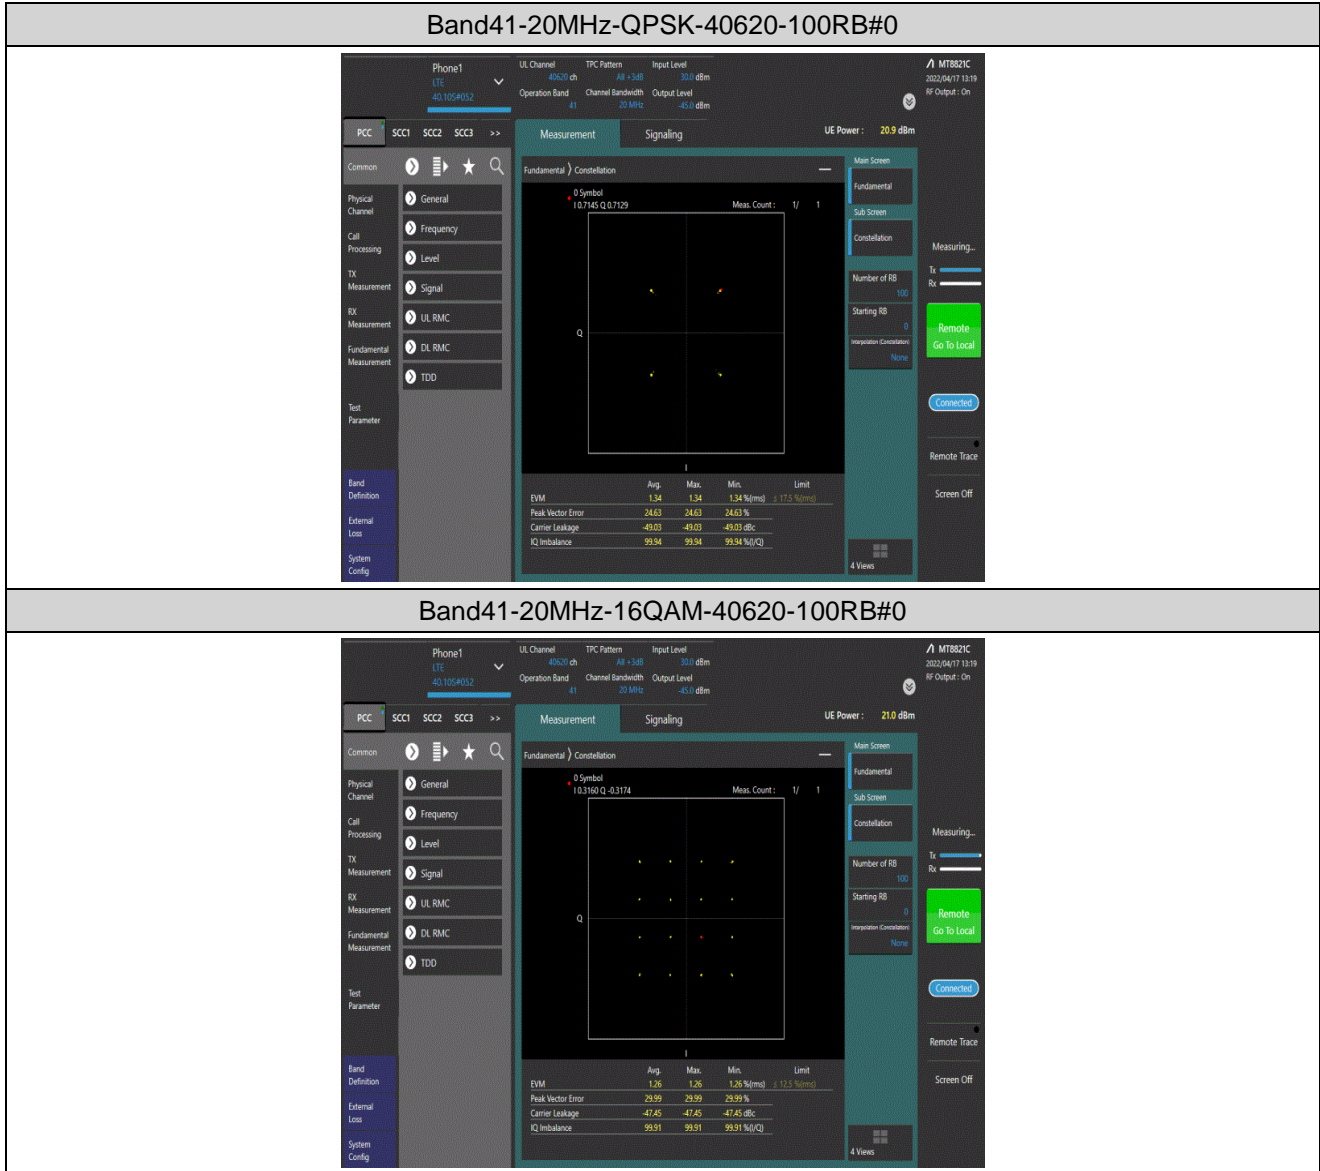 Band41-20MHz-QPSK-40620-100RB#0
Phone1
LTE
40.105#052
UL Channel TPC Pattern Input Level
40620 ch All +3dB 30.0 dBm
Operation Band Channel Bandwidth Output Level
41 20 MHz -45.0 dBm
MT8821C
2022/04/17 13:19
RF Output : On
PCC SCC1 SCC2 SCC3 >>
Measurement Signaling
UE Power : 20.9 dBm
Common
Physical Channel
Call Processing
TX Measurement
RX Measurement
Fundamental Measurement
Test Parameter
Band Definition
External Loss
System Config
General
Frequency
Level
Signal
UL RMC
DL RMC
TDD
Fundamental Constellation
0 Symbol
I 0.7145 Q 0.7129 Meas. Count : 1/ 1
Q
I
Avg. Max. Min. Limit
EVM 1.34 1.34 1.34 %(rms) ≤ 17.5 %(rms)
Peak Vector Error 24.63 24.63 24.63 %
Carrier Leakage -49.03 -49.03 -49.03 dBc
IQ Imbalance 99.94 99.94 99.94 %(I/Q)
Main Screen
Fundamental
Sub Screen
Constellation
Number of RB
100
Starting RB
0
Interpolation (Constellation)
None
4 Views
Measuring...
Tx
Rx
Remote
Go To Local
Connected
Remote Trace
Screen Off
Band41-20MHz-16QAM-40620-100RB#0
Phone1
LTE
40.105#052
UL Channel TPC Pattern Input Level
40620 ch All +3dB 30.0 dBm
Operation Band Channel Bandwidth Output Level
41 20 MHz -45.0 dBm
MT8821C
2022/04/17 13:19
RF Output : On
PCC SCC1 SCC2 SCC3 >>
Measurement Signaling
UE Power : 21.0 dBm
Common
Physical Channel
Call Processing
TX Measurement
RX Measurement
Fundamental Measurement
Test Parameter
Band Definition
External Loss
System Config
General
Frequency
Level
Signal
UL RMC
DL RMC
TDD
Fundamental Constellation
0 Symbol
I 0.3160 Q -0.3174 Meas. Count : 1/ 1
Q
I
Avg. Max. Min. Limit
EVM 1.26 1.26 1.26 %(rms) ≤ 12.5 %(rms)
Peak Vector Error 29.99 29.99 29.99 %
Carrier Leakage -47.45 -47.45 -47.45 dBc
IQ Imbalance 99.91 99.91 99.91 %(I/Q)
Main Screen
Fundamental
Sub Screen
Constellation
Number of RB
100
Starting RB
0
Interpolation (Constellation)
None
4 Views
Measuring...
Tx
Rx
Remote
Go To Local
Connected
Remote Trace
Screen Off